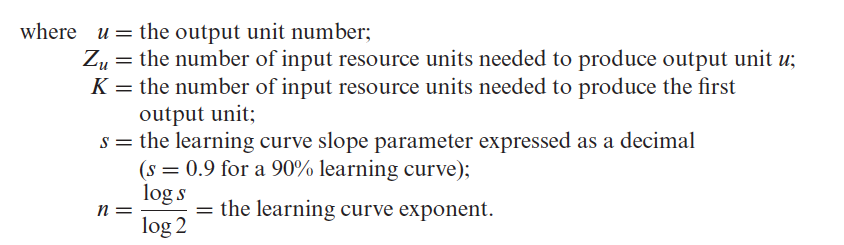 where u = the output unit number;
Zu = the number of input resource units needed to produce output unit u;
K = the number of input resource units needed to produce the first
output unit;
s = the learning curve slope parameter expressed as a decimal
(s = 0.9 for a 90% learning curve);
n = log s / log 2 = the learning curve exponent.